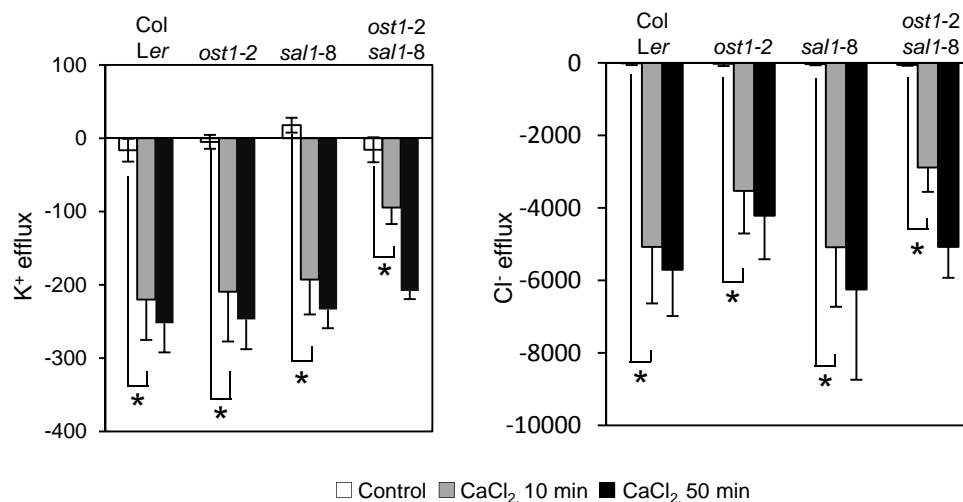 Col
Ler
ost1-2
sal1-8
ost1-2
sal1-8
100
0
-100
-200
-300
-400
K⁺ efflux
*
*
*
*
Col
Ler
ost1-2
sal1-8
ost1-2
sal1-8
0
-2000
-4000
-6000
-8000
-10000
Cl⁻ efflux
*
*
*
*
Control
CaCl₂, 10 min
CaCl₂, 50 min